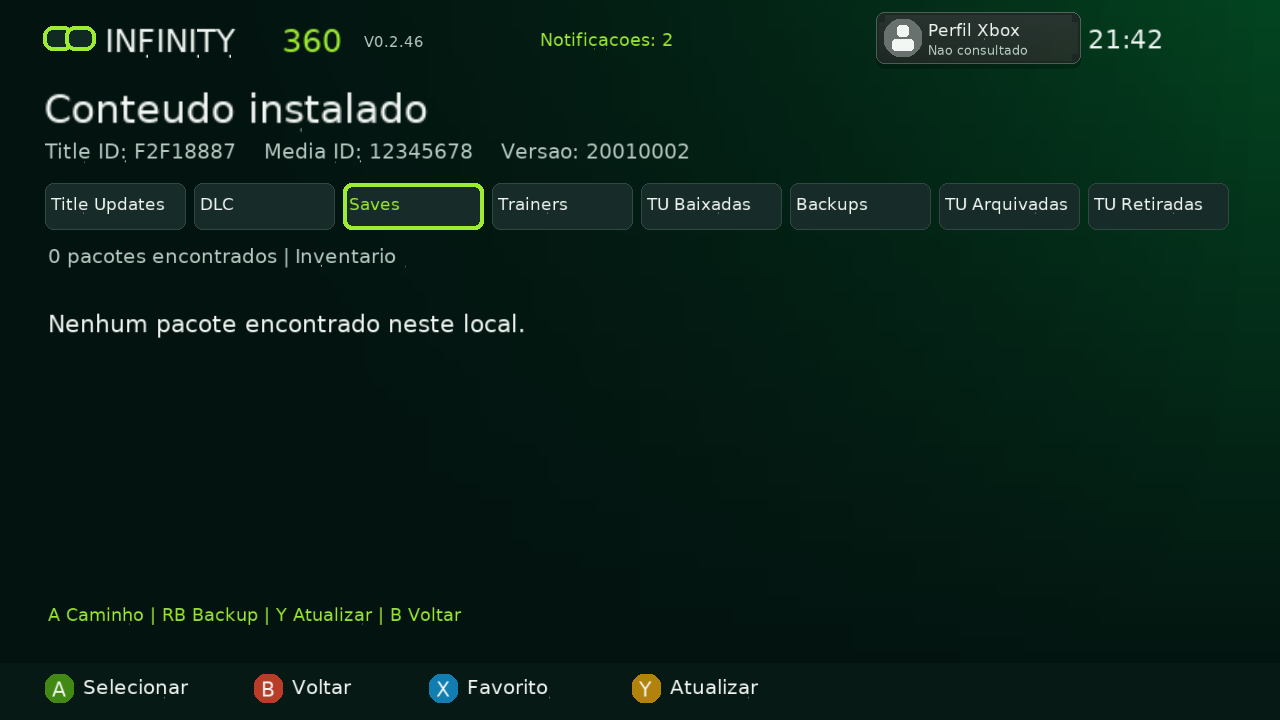 INFINITY 360 V0.2.46 Notificacoes: 2 Perfil Xbox 21:42
Nao consultado
Conteudo instalado
Title ID: F2F18887 Media ID: 12345678 Versao: 20010002
Title Updates DLC Saves Trainers TU Baixadas Backups TU Arquivadas TU Retiradas
0 pacotes encontrados | Inventario
Nenhum pacote encontrado neste local.
A Caminho | RB Backup | Y Atualizar | B Voltar
A Selecionar B Voltar X Favorito Y Atualizar